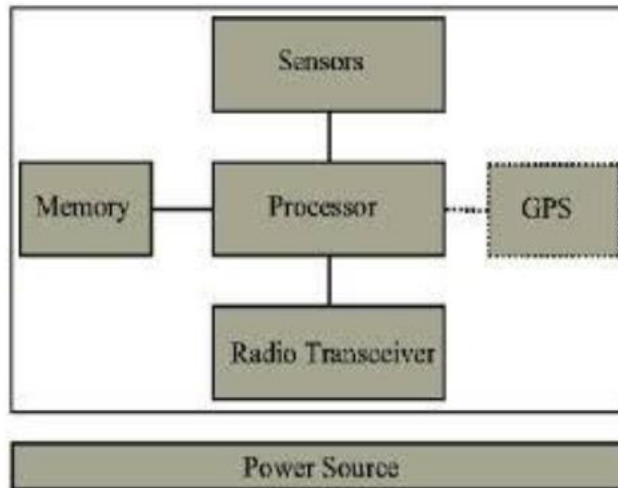 Sensors
Memory
Processor
GPS
Radio Transceiver
Power Source